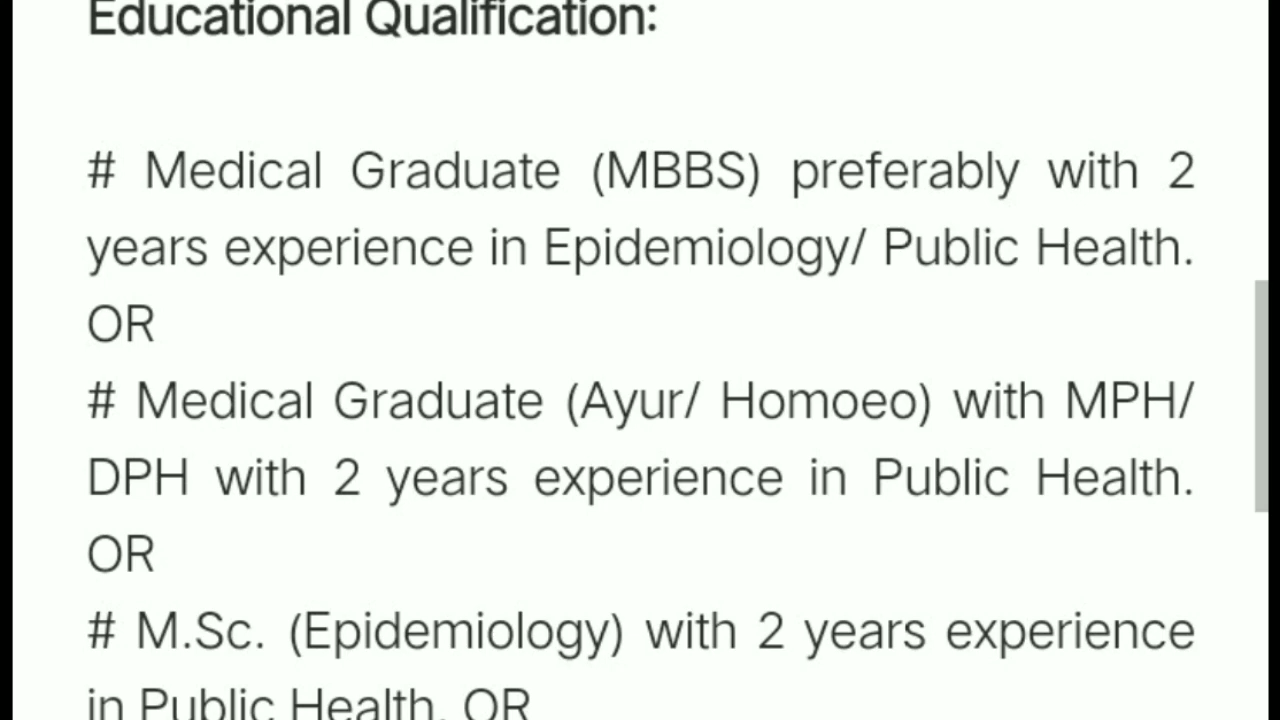 Educational Qualification:
# Medical Graduate (MBBS) preferably with 2
years experience in Epidemiology/ Public Health.
OR
# Medical Graduate (Ayur/ Homoeo) with MPH/
DPH with 2 years experience in Public Health.
OR
# M.Sc. (Epidemiology) with 2 years experience
in Public Health. OR